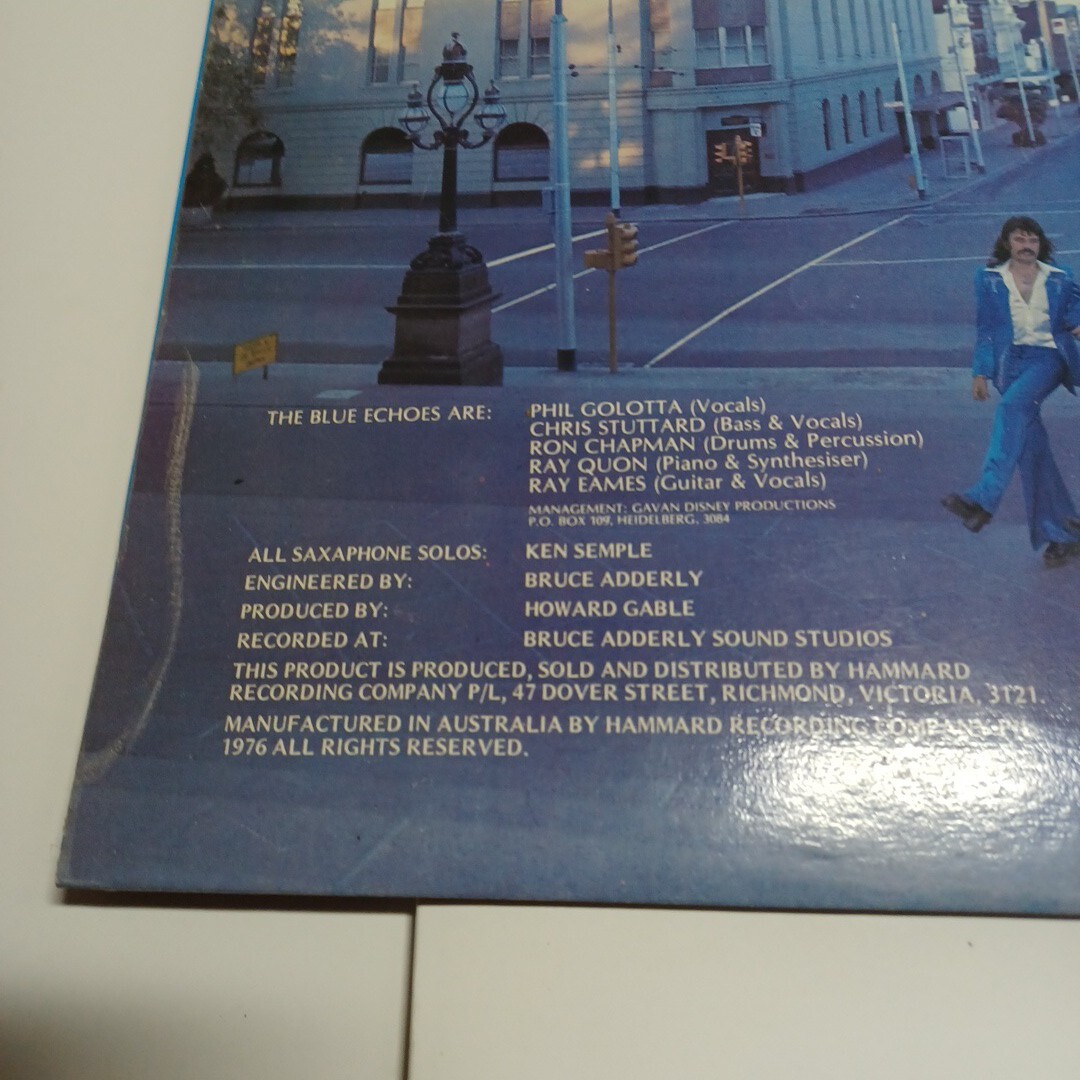 THE BLUE ECHOES ARE: PHIL GOLOTTA (Vocals)
CHRIS STUTTARD (Bass & Vocals)
RON CHAPMAN (Drums & Percussion)
RAY QUON (Piano & Synthesiser)
RAY EAMES (Guitar & Vocals)
MANAGEMENT: GAVAN DISNEY PRODUCTIONS
P.O. BOX 109, HEIDELBERG, 3084
ALL SAXAPHONE SOLOS: KEN SEMPLE
ENGINEERED BY: BRUCE ADDERLY
PRODUCED BY: HOWARD GABLE
RECORDED AT: BRUCE ADDERLY SOUND STUDIOS
THIS PRODUCT IS PRODUCED, SOLD AND DISTRIBUTED BY HAMMARD
RECORDING COMPANY P/L, 47 DOVER STREET, RICHMOND, VICTORIA, 3121.
MANUFACTURED IN AUSTRALIA BY HAMMARD RECORDING COMPANY P/L
1976 ALL RIGHTS RESERVED.